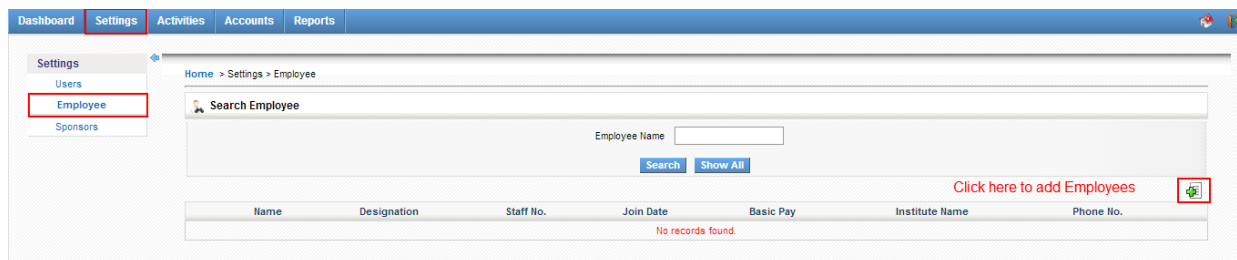 Dashboard Settings Activities Accounts Reports
Settings
Users
Employee
Sponsors
Home > Settings > Employee
Search Employee
Employee Name
Search Show All
Click here to add Employees
Name Designation Staff No. Join Date Basic Pay Institute Name Phone No.
No records found.